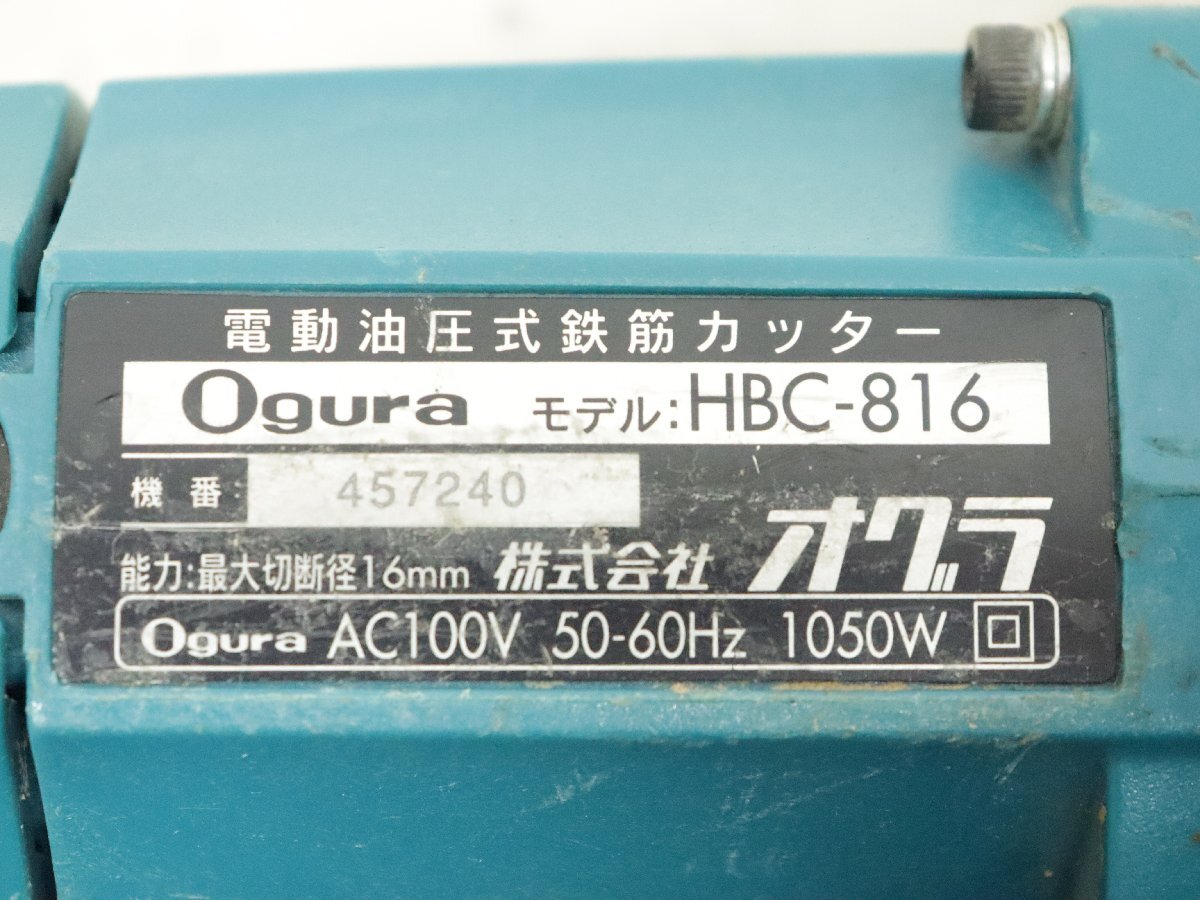 電動油圧式鉄筋カッター
Ogura モデル:HBC-816
機番: 457240
能力:最大切断径16mm 株式会社 オグラ
Ogura AC100V 50-60Hz 1050W